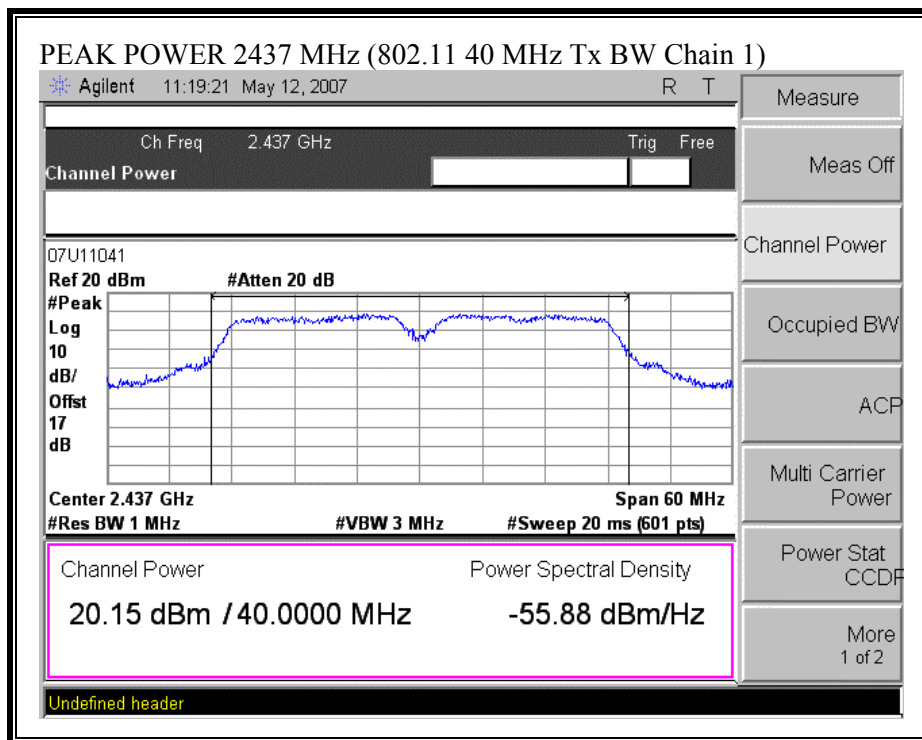 PEAK POWER 2437 MHz (802.11 40 MHz Tx BW Chain 1)
Agilent 11:19:21 May 12, 2007 R T
Measure
Ch Freq 2.437 GHz Trig Free
Channel Power
Meas Off
Channel Power
07U11041
Ref 20 dBm #Atten 20 dB
#Peak
Log
10
dB/
Offst
17
dB
Occupied BW
ACP
Center 2.437 GHz Span 60 MHz
#Res BW 1 MHz #VBW 3 MHz #Sweep 20 ms (601 pts)
Multi Carrier
Power
Channel Power Power Spectral Density
20.15 dBm / 40.0000 MHz -55.88 dBm/Hz
Power Stat
CCDF
More
1 of 2
Undefined header